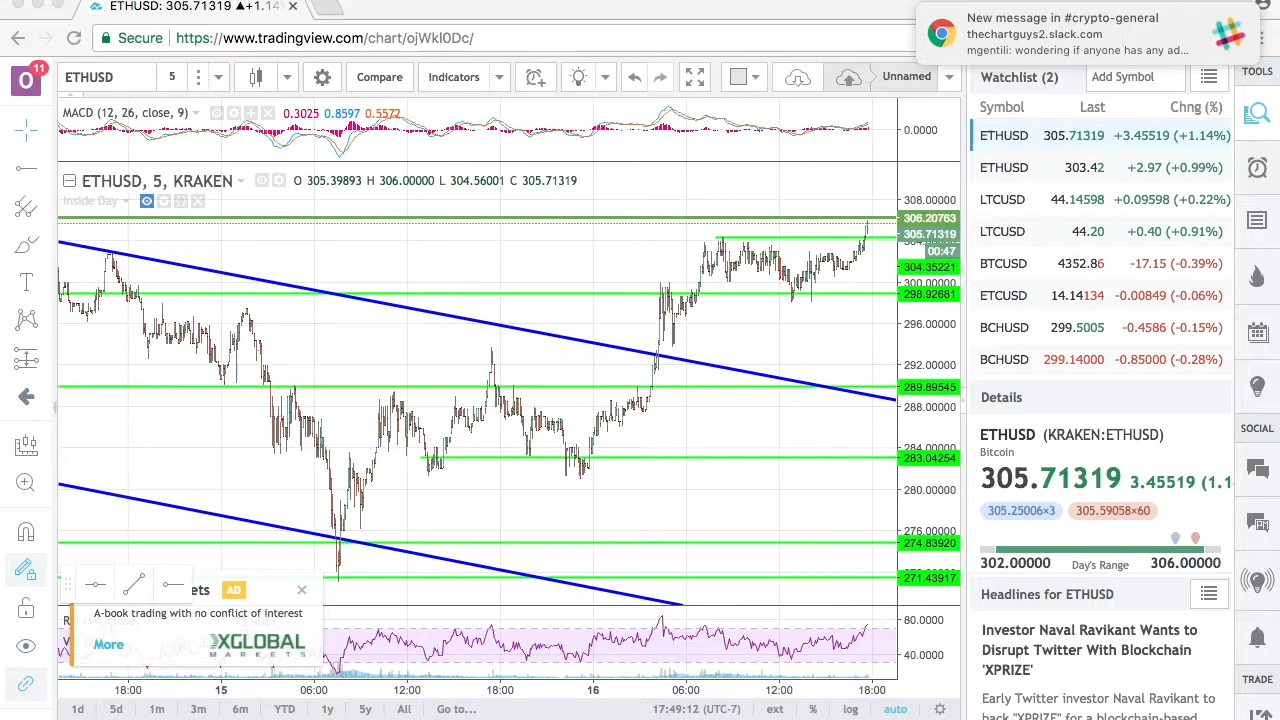 ETHUSD: 305.71319 ▲+1.14
Secure
https://www.tradingview.com/chart/ojWkI0Dc/
New message in #crypto-general
thechartguys2.slack.com
mgentili: wondering if anyone has any ad...
11
ETHUSD
5
Compare
Indicators
Unnamed
Watchlist (2)
Add Symbol
TOOLS
Symbol Last Chng (%)
ETHUSD 305.71319 +3.45519 (+1.14%)
ETHUSD 303.42 +2.97 (+0.99%)
LTCUSD 44.14598 +0.09598 (+0.22%)
LTCUSD 44.20 +0.40 (+0.91%)
BTCUSD 4352.86 -17.15 (-0.39%)
ETCUSD 14.14134 -0.00849 (-0.06%)
BCHUSD 299.5005 -0.4586 (-0.15%)
BCHUSD 299.14000 -0.85000 (-0.28%)
MACD (12, 26, close, 9) 0.3025 0.8597 0.5572
0.0000
ETHUSD, 5, KRAKEN O 305.39893 H 306.00000 L 304.56001 C 305.71319
Inside Day
308.00000
306.20763
305.71319
00:47
304.35221
300.00000
298.92681
296.00000
292.00000
289.89545
288.00000
284.00000
283.04254
280.00000
276.00000
274.83920
271.43917
80.0000
40.0000
ets AD
A-book trading with no conflict of interest
More
XGLOBAL
MARKETS
18:00 15 06:00 12:00 18:00 16 06:00 12:00 18:00
1d 5d 1m 3m 6m YTD 1y 5y All Go to... 17:49:12 (UTC-7) ext % log auto
Details
ETHUSD (KRAKEN:ETHUSD)
Bitcoin
305.71319 3.45519 (1.1
305.25006×3 305.59058×60
302.00000 Day's Range 306.00000
Headlines for ETHUSD
Investor Naval Ravikant Wants to
Disrupt Twitter With Blockchain
'XPRIZE'
Early Twitter investor Naval Ravikant to
back "XPRIZE" for a blockchain-based
SOCIAL
TRADE